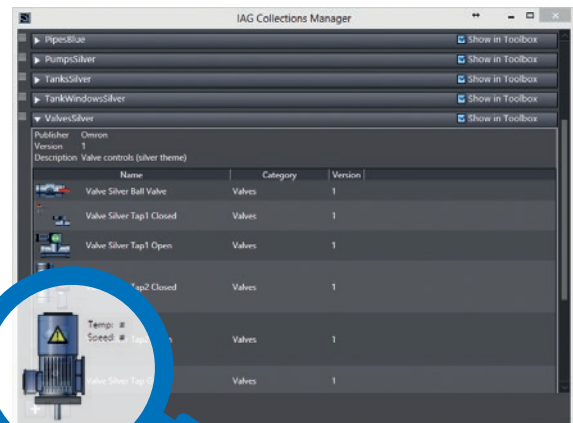 IAG Collections Manager
PipesBlue Show in Toolbox
PumpsSilver Show in Toolbox
TanksSilver Show in Toolbox
TankWindowsSilver Show in Toolbox
ValvesSilver Show in Toolbox
Publisher Omron
Version 1
Description Valve controls (silver theme)
Name Category Version
Valve Silver Ball Valve Valves 1
Valve Silver Tap1 Closed Valves 1
Valve Silver Tap1 Open Valves 1
Tap2 Closed Valves 1
Temp: #
Speed: #
Valves 1
Valve Silver Tap Valves 1